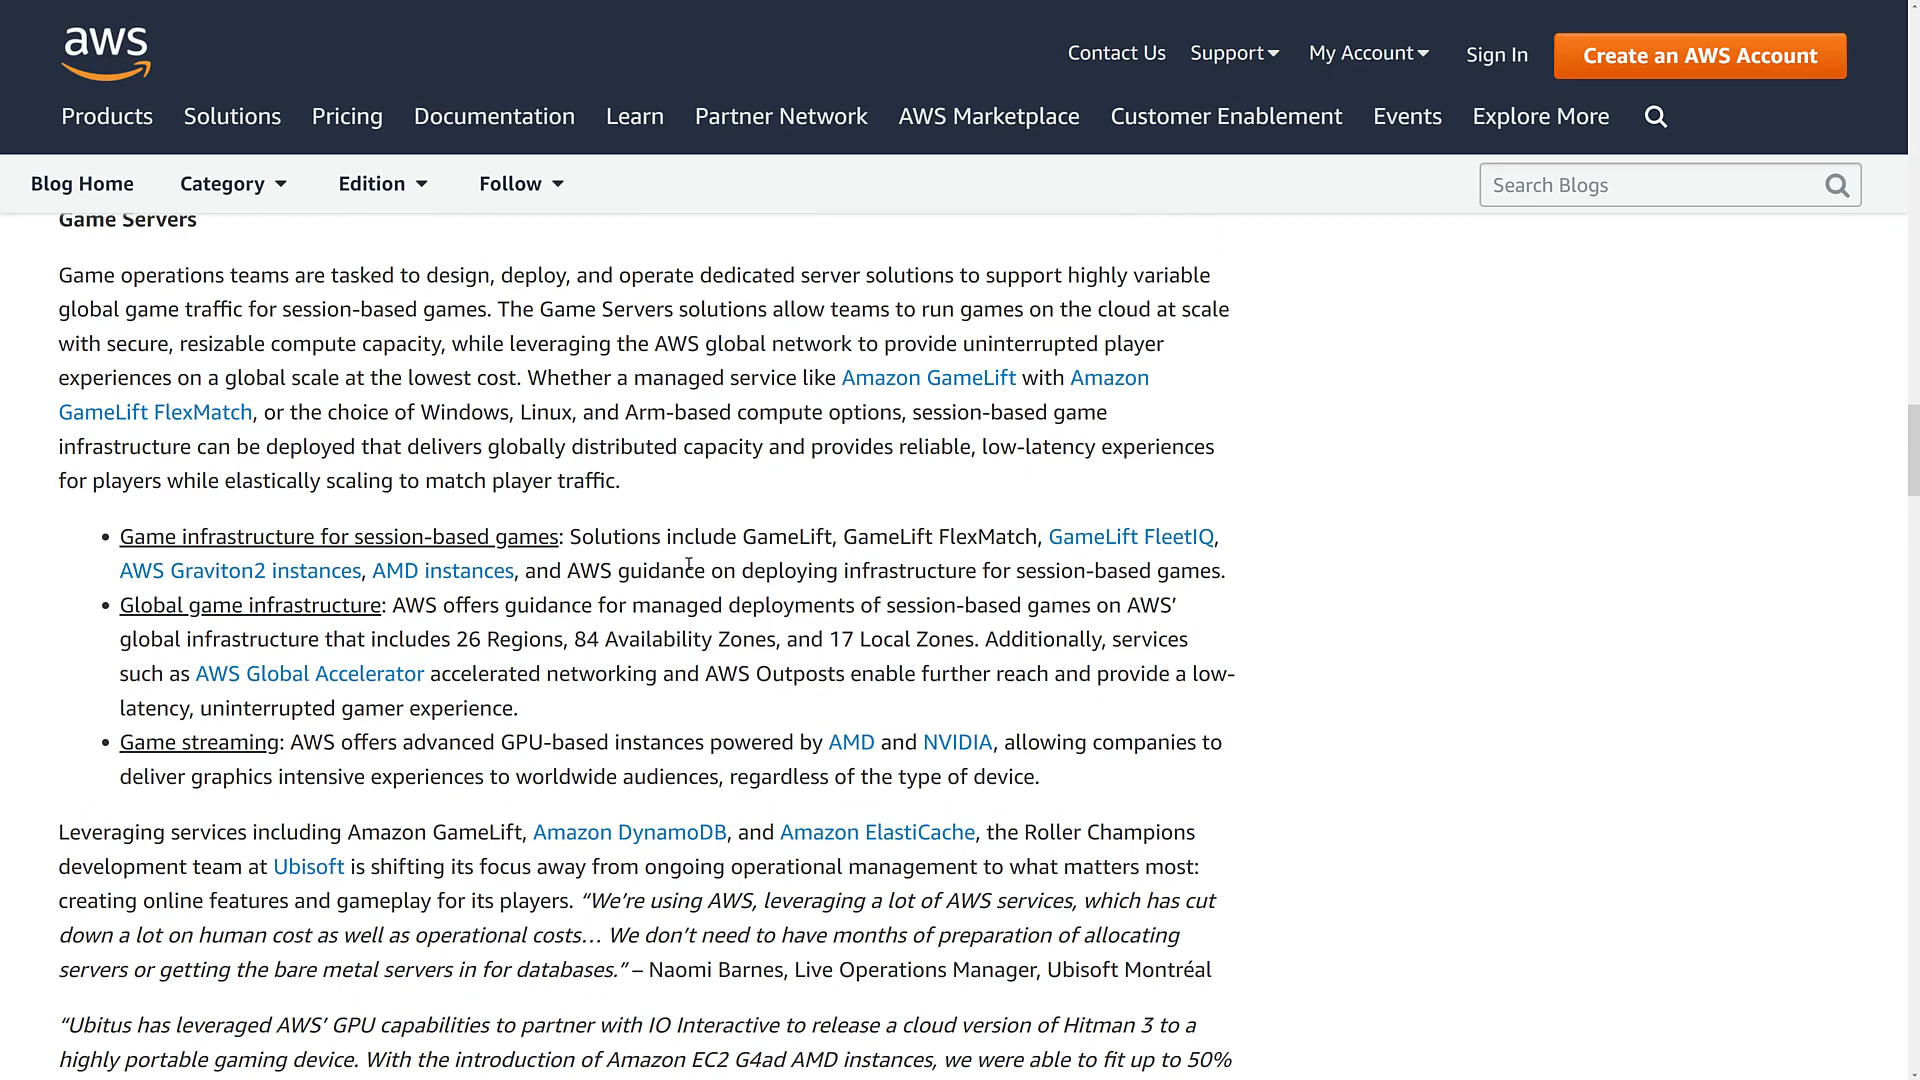 aws
Contact Us Support My Account Sign In Create an AWS Account
Products Solutions Pricing Documentation Learn Partner Network AWS Marketplace Customer Enablement Events Explore More
Blog Home Category Edition Follow Search Blogs
Game Servers
Game operations teams are tasked to design, deploy, and operate dedicated server solutions to support highly variable
global game traffic for session-based games. The Game Servers solutions allow teams to run games on the cloud at scale
with secure, resizable compute capacity, while leveraging the AWS global network to provide uninterrupted player
experiences on a global scale at the lowest cost. Whether a managed service like Amazon GameLift with Amazon
GameLift FlexMatch, or the choice of Windows, Linux, and Arm-based compute options, session-based game
infrastructure can be deployed that delivers globally distributed capacity and provides reliable, low-latency experiences
for players while elastically scaling to match player traffic.
• Game infrastructure for session-based games: Solutions include GameLift, GameLift FlexMatch, GameLift FleetIQ,
AWS Graviton2 instances, AMD instances, and AWS guidance on deploying infrastructure for session-based games.
• Global game infrastructure: AWS offers guidance for managed deployments of session-based games on AWS’
global infrastructure that includes 26 Regions, 84 Availability Zones, and 17 Local Zones. Additionally, services
such as AWS Global Accelerator accelerated networking and AWS Outposts enable further reach and provide a low-
latency, uninterrupted gamer experience.
• Game streaming: AWS offers advanced GPU-based instances powered by AMD and NVIDIA, allowing companies to
deliver graphics intensive experiences to worldwide audiences, regardless of the type of device.
Leveraging services including Amazon GameLift, Amazon DynamoDB, and Amazon ElastiCache, the Roller Champions
development team at Ubisoft is shifting its focus away from ongoing operational management to what matters most:
creating online features and gameplay for its players. “We’re using AWS, leveraging a lot of AWS services, which has cut
down a lot on human cost as well as operational costs… We don’t need to have months of preparation of allocating
servers or getting the bare metal servers in for databases.” – Naomi Barnes, Live Operations Manager, Ubisoft Montréal
“Ubitus has leveraged AWS’ GPU capabilities to partner with IO Interactive to release a cloud version of Hitman 3 to a
highly portable gaming device. With the introduction of Amazon EC2 G4ad AMD instances, we were able to fit up to 50%